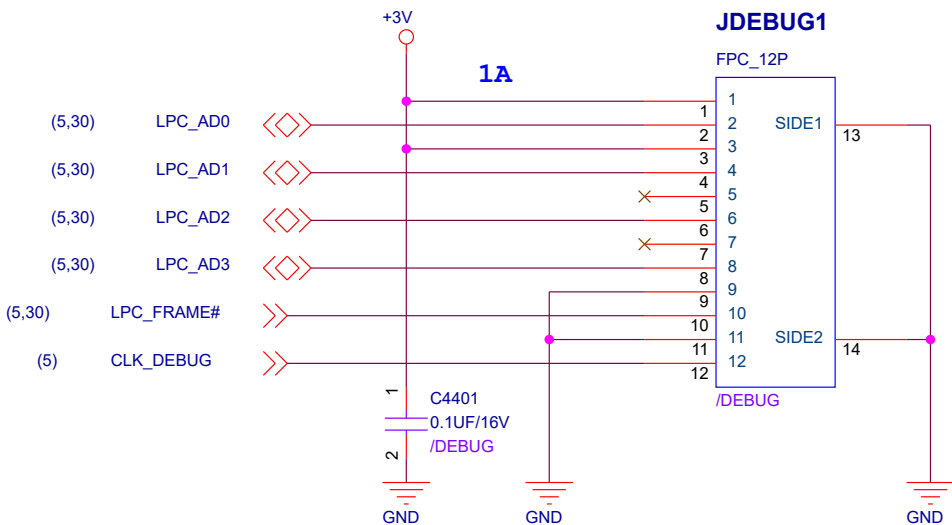 +3V
JDEBUG1
FPC_12P
1A
1
1
(5,30) LPC_AD0
2
SIDE1
13
2
3
3
(5,30) LPC_AD1
4
4
5
5
(5,30) LPC_AD2
6
6
7
7
(5,30) LPC_AD3
8
8
9
9
(5,30) LPC_FRAME#
10
10
11
SIDE2
14
11
(5) CLK_DEBUG
12
12
1
C4401
0.1UF/16V
/DEBUG
2
/DEBUG
GND
GND
GND